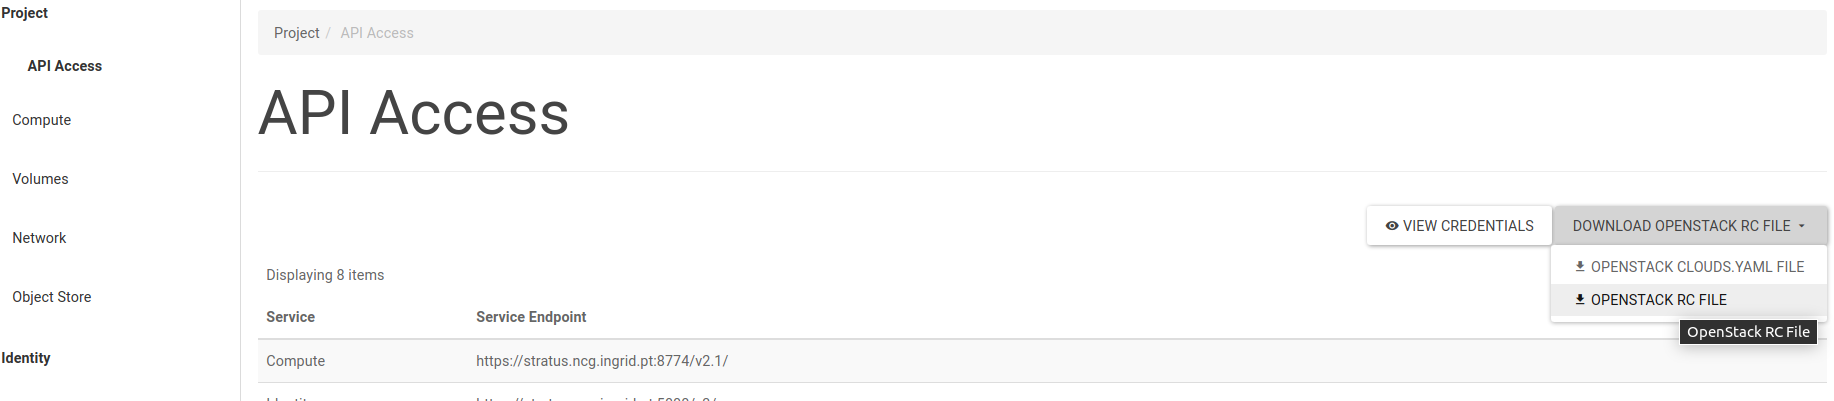 Project
API Access
Compute
Volumes
Network
Object Store
Identity
Project / API Access
API Access
VIEW CREDENTIALS
DOWNLOAD OPENSTACK RC FILE
OPENSTACK CLOUDS.YAML FILE
OPENSTACK RC FILE
OpenStack RC File
Displaying 8 items
Service Service Endpoint
Compute https://stratus.ncg.ingrid.pt:8774/v2.1/